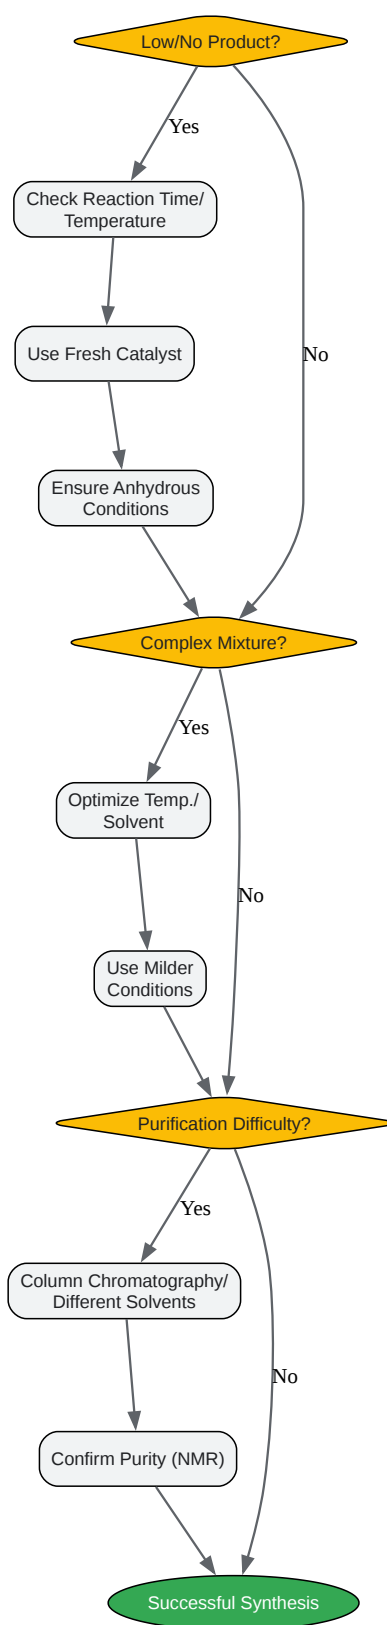 Low/No Product?
Yes
Check Reaction Time/
Temperature
Use Fresh Catalyst
No
Ensure Anhydrous
Conditions
Complex Mixture?
Yes
Optimize Temp./
Solvent
No
Use Milder
Conditions
Purification Difficulty?
Yes
Column Chromatography/
Different Solvents
No
Confirm Purity (NMR)
Successful Synthesis